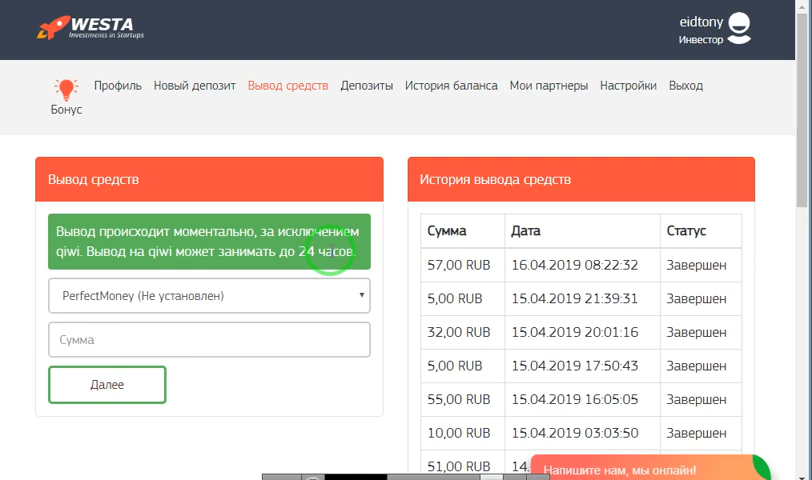 WESTA
Investments in Startups
eidtony
Инвестор
Бонус
Профиль
Новый депозит
Вывод средств
Депозиты
История баланса
Мои партнеры
Настройки
Выход
Вывод средств
Вывод происходит моментально, за исключением
qiwi. Вывод на qiwi может занимать до 24 часов.
PerfectMoney (Не установлен)
Сумма
Далее
История вывода средств
Сумма Дата Статус
57,00 RUB 16.04.2019 08:22:32 Завершен
5,00 RUB 15.04.2019 21:39:31 Завершен
32,00 RUB 15.04.2019 20:01:16 Завершен
5,00 RUB 15.04.2019 17:50:43 Завершен
55,00 RUB 15.04.2019 16:05:05 Завершен
10,00 RUB 15.04.2019 03:03:50 Завершен
51,00 RUB 14.
Напишите нам, мы онлайн!